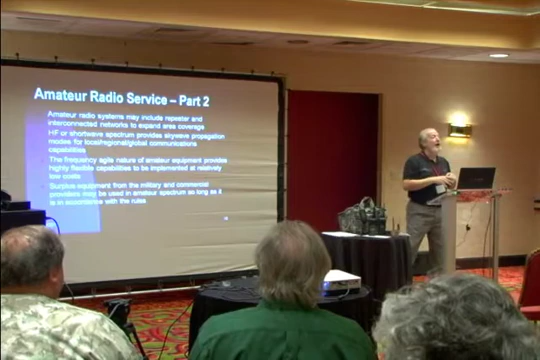 Amateur Radio Service – Part 2
Amateur radio systems may include repeater and
interconnected networks to expand area coverage
HF or shortwave spectrum provides skywave propagation
modes for local/regional/global communications
capabilities
The frequency agile nature of amateur equipment provides
highly flexible capabilities to be implemented at relatively
low costs
Surplus equipment from the military and commercial
providers may be used in amateur spectrum so long as it
is in accordance with the rules